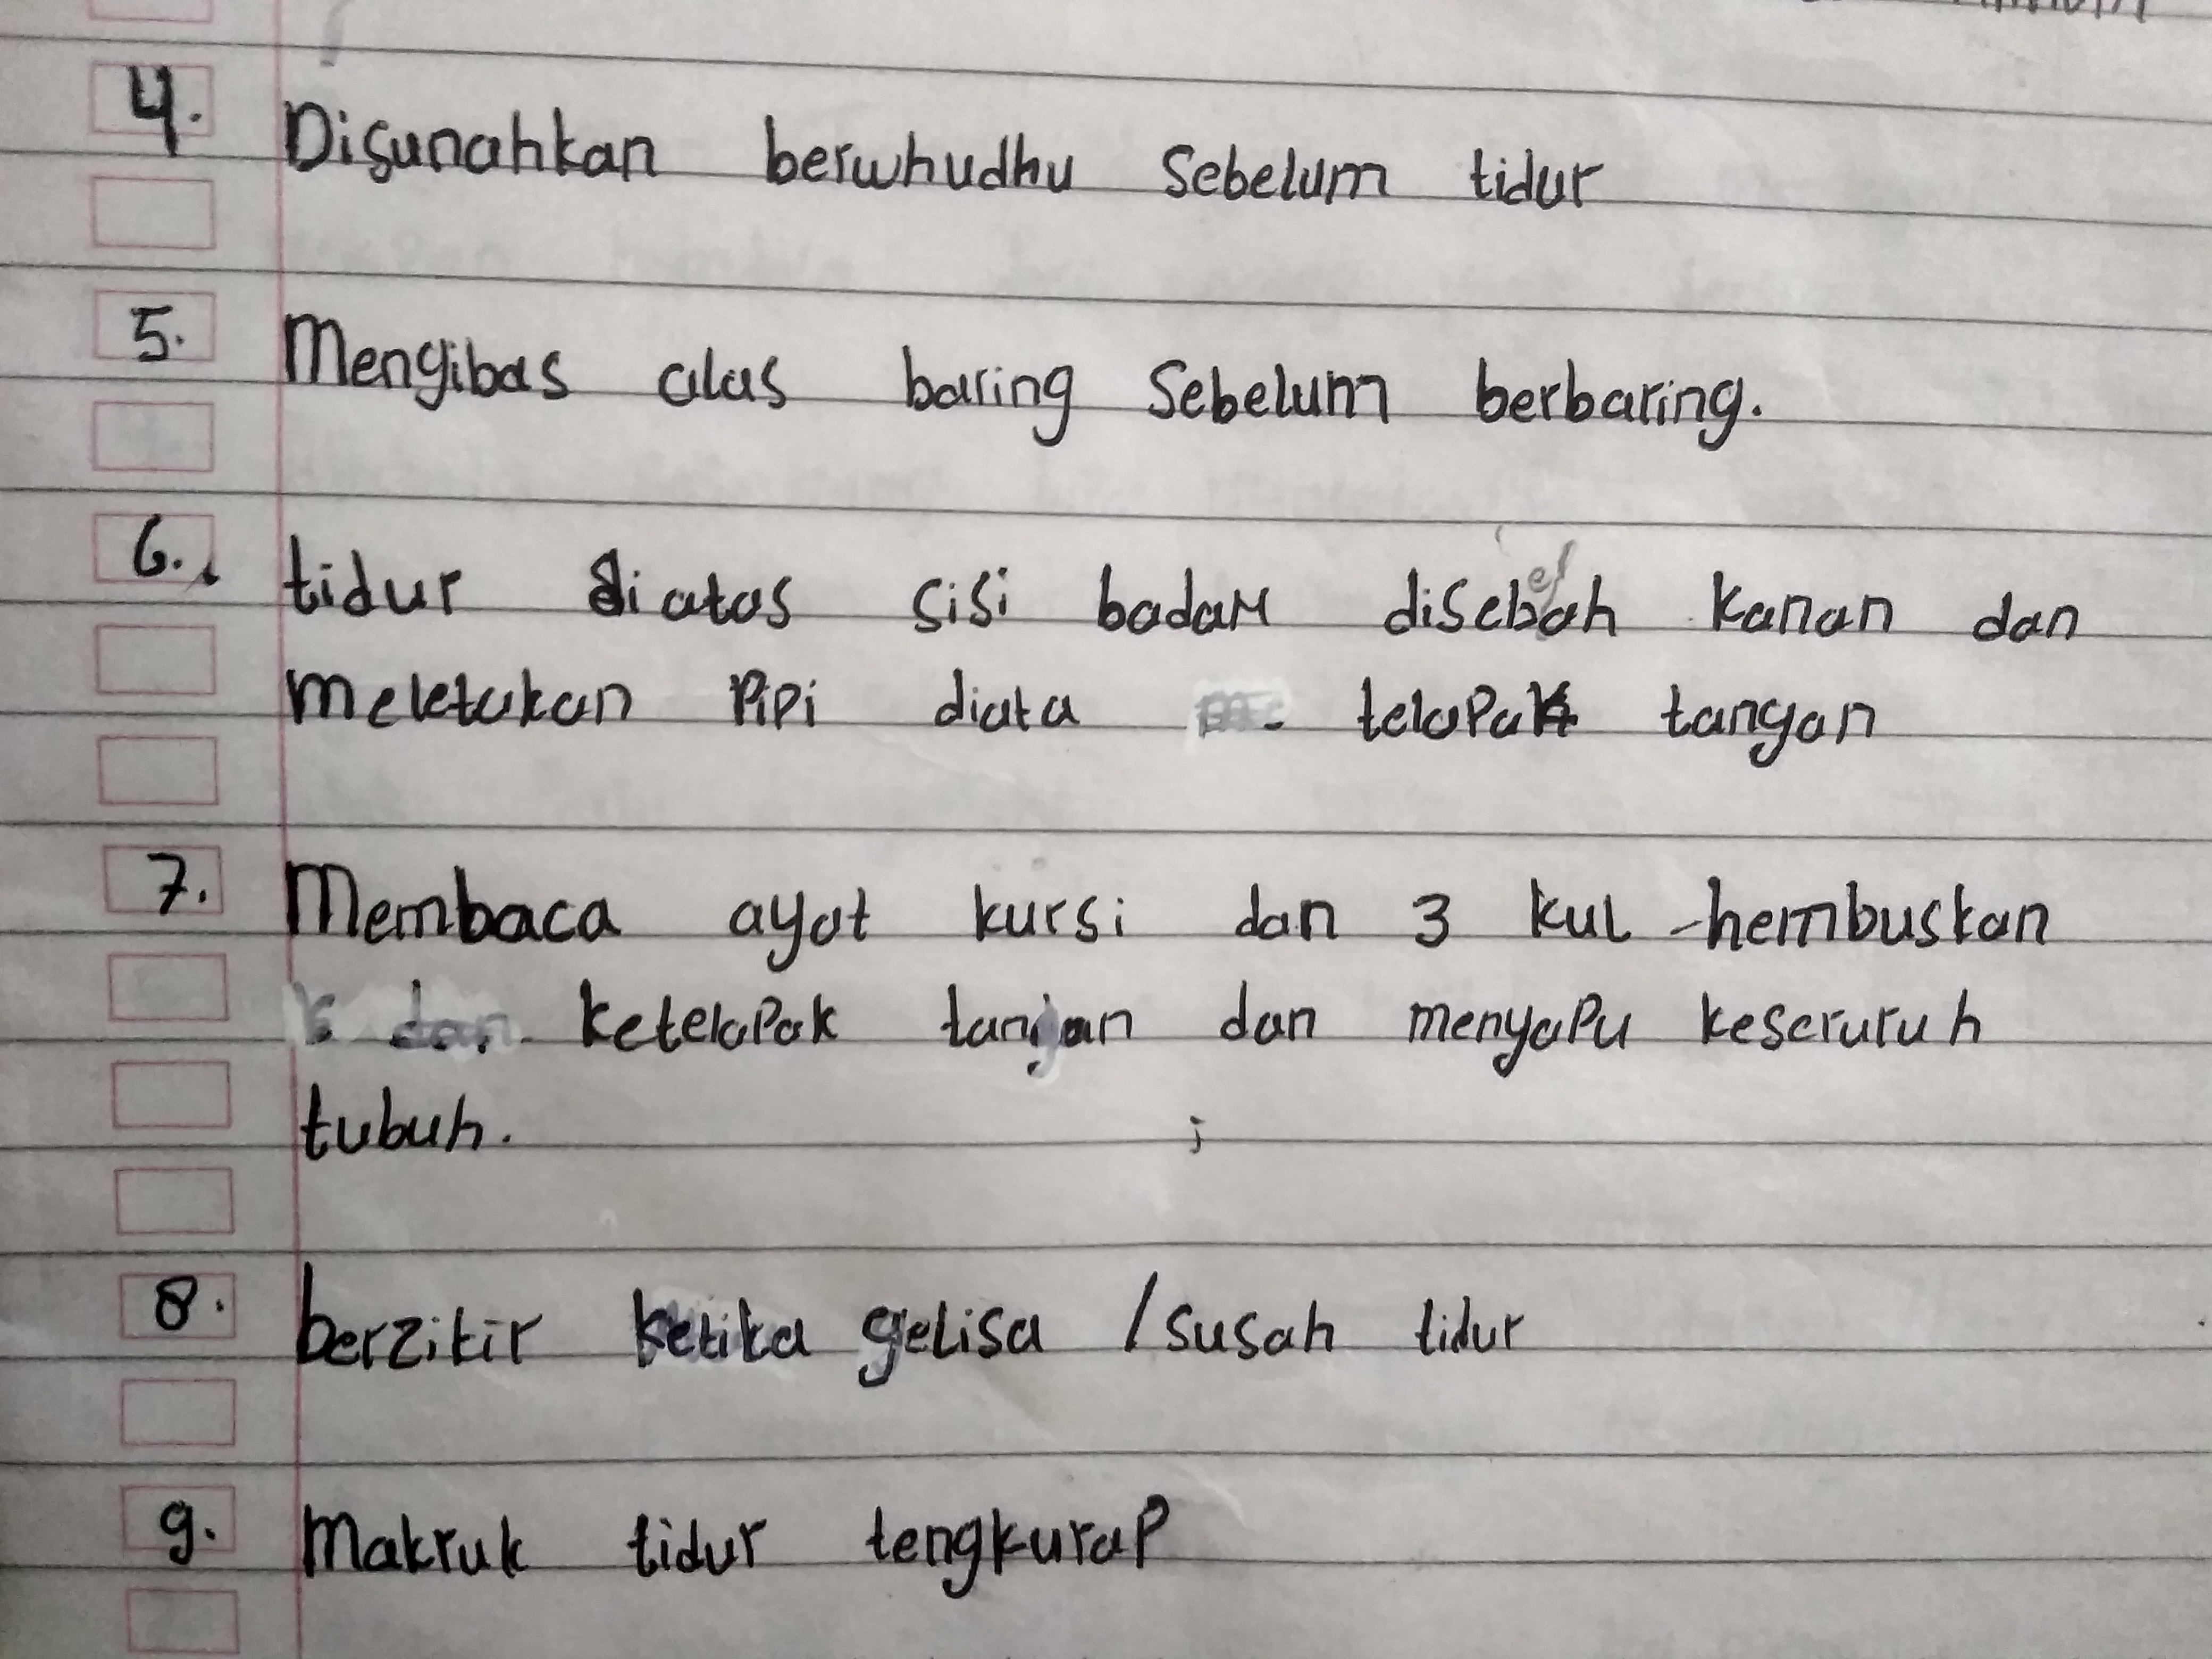 4. Disunahkan berwhudhu Sebelum tidur
5. Mengibas alas baring Sebelum berbaring.
6. tidur diatas sisi badan disebelah kanan dan
meletakan pipi diata telapak tangan
7. Membaca ayat kursi dan 3 kul - hembuskan
ketelapak tangan dan menyapu keseruruh
tubuh.
8. berzikir ketika gelisa / susah tidur
9. Makruk tidur tengkurap